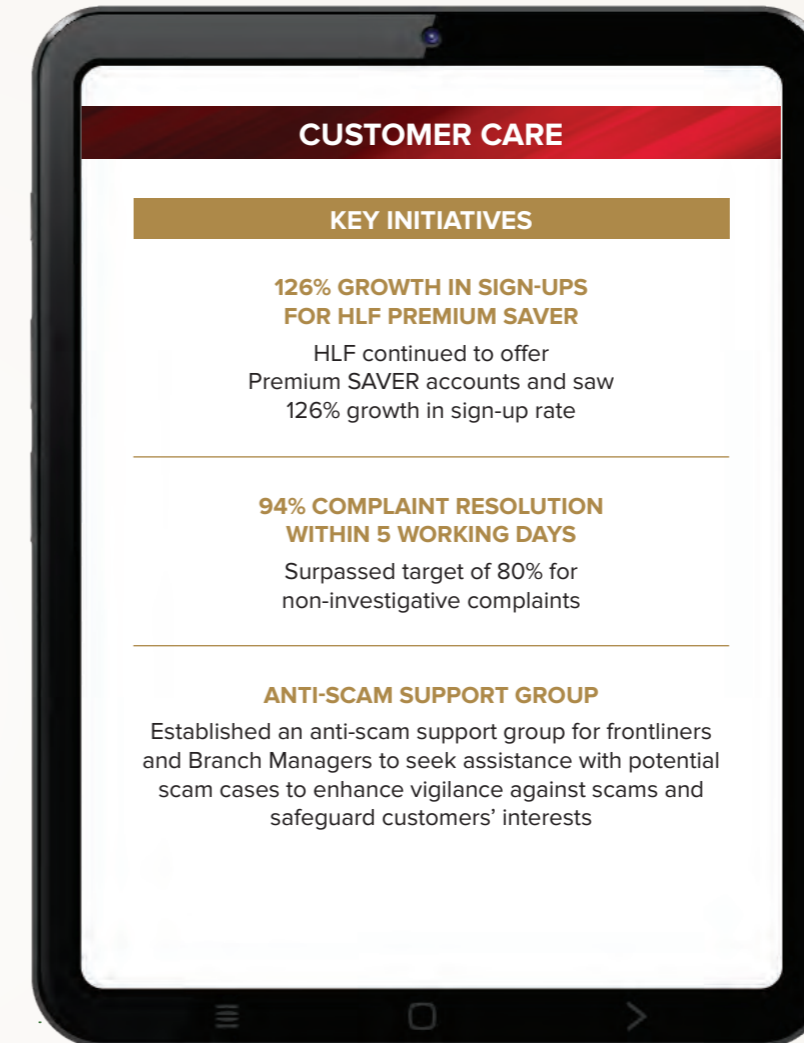 CUSTOMER CARE
KEY INITIATIVES
126% GROWTH IN SIGN-UPS
FOR HLF PREMIUM SAVER
HLF continued to offer
Premium SAVER accounts and saw
126% growth in sign-up rate
94% COMPLAINT RESOLUTION
WITHIN 5 WORKING DAYS
Surpassed target of 80% for
non-investigative complaints
ANTI-SCAM SUPPORT GROUP
Established an anti-scam support group for frontliners
and Branch Managers to seek assistance with potential
scam cases to enhance vigilance against scams and
safeguard customers’ interests